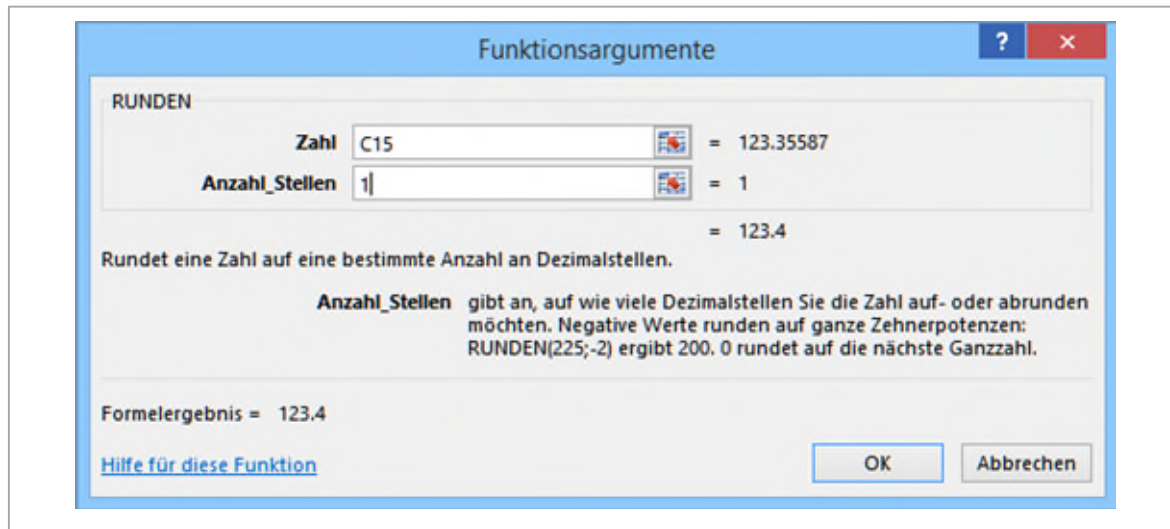 Funktionsargumente ? ×
RUNDEN
Zahl C15 = 123.35587
Anzahl_Stellen 1 = 1
= 123.4
Rundet eine Zahl auf eine bestimmte Anzahl an Dezimalstellen.
Anzahl_Stellen gibt an, auf wie viele Dezimalstellen Sie die Zahl auf- oder abrunden
möchten. Negative Werte runden auf ganze Zehnerpotenzen:
RUNDEN(225;-2) ergibt 200. 0 rundet auf die nächste Ganzzahl.
Formelergebnis = 123.4
Hilfe für diese Funktion OK Abbrechen